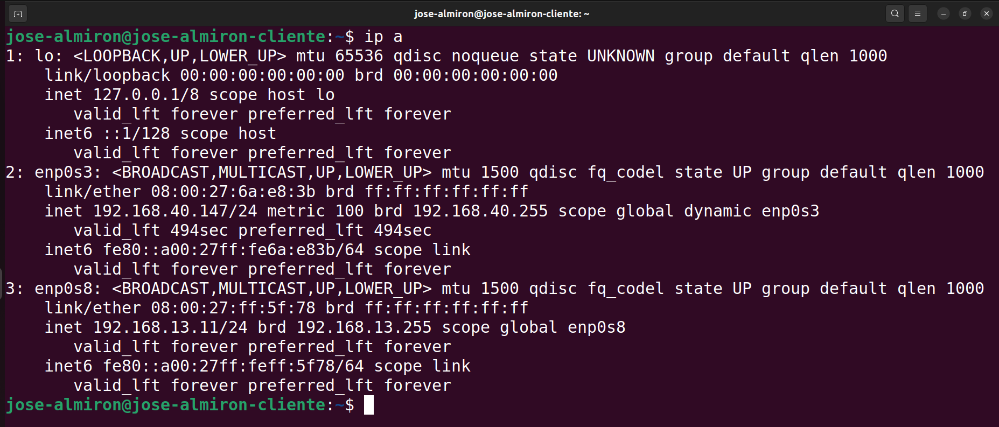 jose-almiron@jose-almiron-cliente: ~
jose-almiron@jose-almiron-cliente:~$ ip a
1: lo: <LOOPBACK,UP,LOWER_UP> mtu 65536 qdisc noqueue state UNKNOWN group default qlen 1000
    link/loopback 00:00:00:00:00:00 brd 00:00:00:00:00:00
    inet 127.0.0.1/8 scope host lo
       valid_lft forever preferred_lft forever
    inet6 ::1/128 scope host
       valid_lft forever preferred_lft forever
2: enp0s3: <BROADCAST,MULTICAST,UP,LOWER_UP> mtu 1500 qdisc fq_codel state UP group default qlen 1000
    link/ether 08:00:27:6a:e8:3b brd ff:ff:ff:ff:ff:ff
    inet 192.168.40.147/24 metric 100 brd 192.168.40.255 scope global dynamic enp0s3
       valid_lft 494sec preferred_lft 494sec
    inet6 fe80::a00:27ff:fe6a:e83b/64 scope link
       valid_lft forever preferred_lft forever
3: enp0s8: <BROADCAST,MULTICAST,UP,LOWER_UP> mtu 1500 qdisc fq_codel state UP group default qlen 1000
    link/ether 08:00:27:ff:5f:78 brd ff:ff:ff:ff:ff:ff
    inet 192.168.13.11/24 brd 192.168.13.255 scope global enp0s8
       valid_lft forever preferred_lft forever
    inet6 fe80::a00:27ff:feff:5f78/64 scope link
       valid_lft forever preferred_lft forever
jose-almiron@jose-almiron-cliente:~$